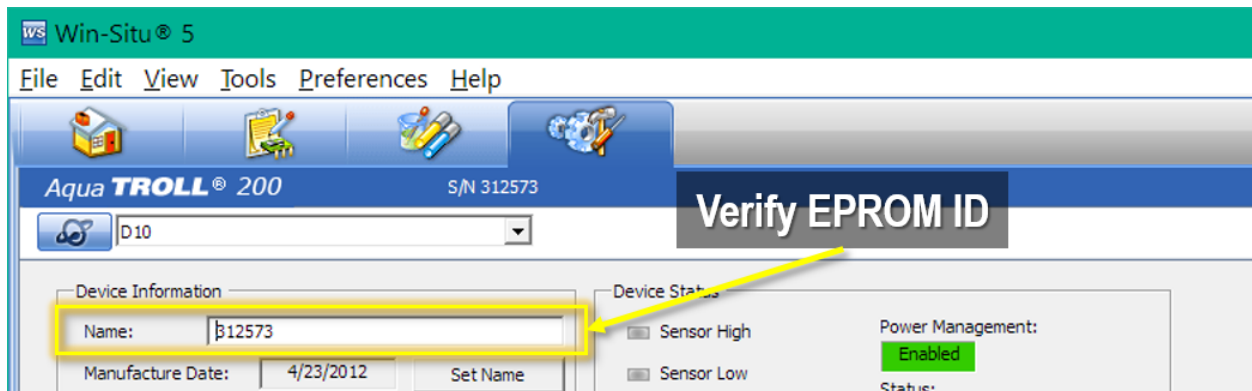 WS Win-Situ® 5
File Edit View Tools Preferences Help
Aqua TROLL® 200 S/N 312573
Verify EPROM ID
D10
Device Information
Device Status
Name: 312573
Sensor High
Power Management:
Enabled
Manufacture Date: 4/23/2012 Set Name
Sensor Low
Status: